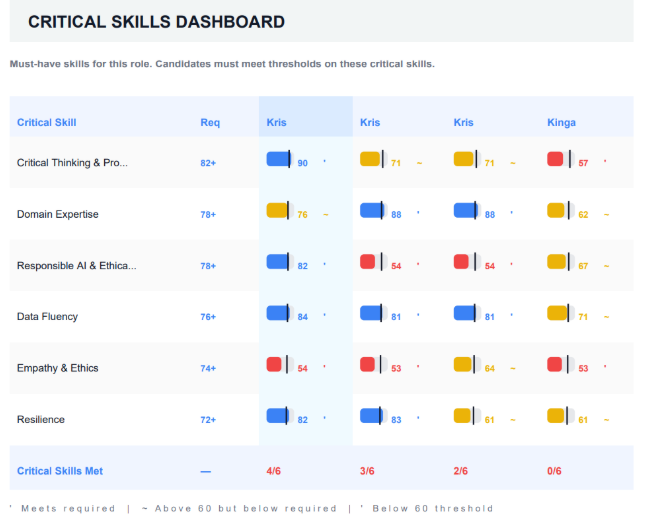 CRITICAL SKILLS DASHBOARD
Must-have skills for this role. Candidates must meet thresholds on these critical skills.
Critical Skill Req Kris Kris Kris Kinga
Critical Thinking & Pro... 82+ 90 ' 71 ~ 71 ~ 57 '
Domain Expertise 78+ 76 ~ 88 ' 88 ' 62 ~
Responsible AI & Ethica... 78+ 82 ' 54 ' 54 ' 67 ~
Data Fluency 76+ 84 ' 81 ' 81 ' 71 ~
Empathy & Ethics 74+ 54 ' 53 ' 64 ~ 53 '
Resilience 72+ 82 ' 83 ' 61 ~ 61 ~
Critical Skills Met — 4/6 3/6 2/6 0/6
' Meets required | ~ Above 60 but below required | ' Below 60 threshold